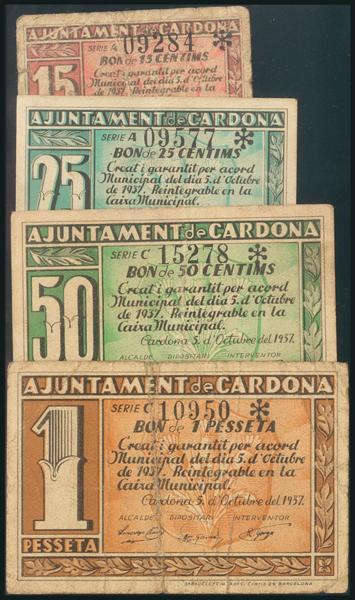 AJUNTAMENT de CARDONA
SERIE A 09284 *
15
BON de 15 CENTIMS
Creat i garantit per acord
Municipal del dia 5. d'Octubre
de 1937. Reintegrable en la
AJUNTAMENT de CARDONA
SERIE A 09577 *
25
BON de 25 CENTIMS
Creat i garantit per acord
Municipal del dia 5. d'Octubre
de 1937. Reintegrable en la
Caixa Municipal.
AJUNTAMENT de CARDONA
SERIE C 15278 *
50
BON de 50 CENTIMS
Creat i garantit per acord
Municipal del dia 5. d'Octubre
de 1937. Reintegrable en la
Caixa Municipal.
Cardona 5. d'Octubre del 1937.
ALCALDE DIPOSITARI INTERVENTOR
AJUNTAMENT de CARDONA
SERIE C 10950 *
1
PESSETA
BON de 1 PESSETA
Creat i garantit per acord
Municipal del dia 5. d'Octubre
de 1937. Reintegrable en la
Caixa Municipal.
Cardona 5. d'Octubre del 1937.
ALCALDE DIPOSITARI INTERVENTOR
BARCELONA